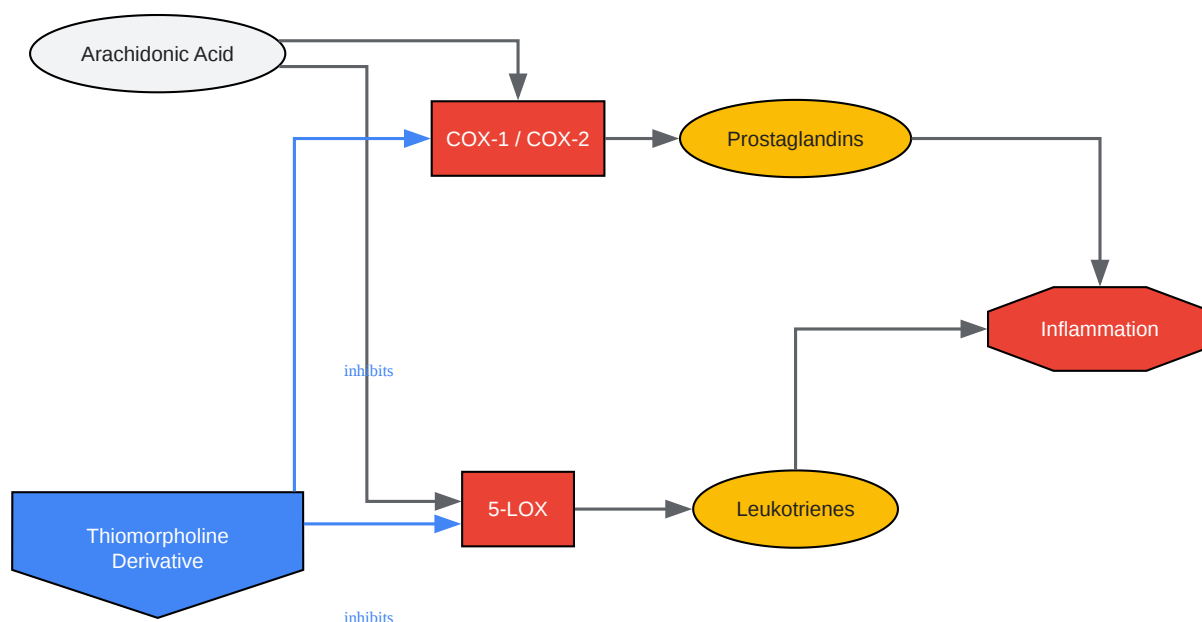 Arachidonic Acid
COX-1 / COX-2
Prostaglandins
Inflammation
inhibits
5-LOX
Leukotrienes
Thiomorpholine
Derivative
inhibits